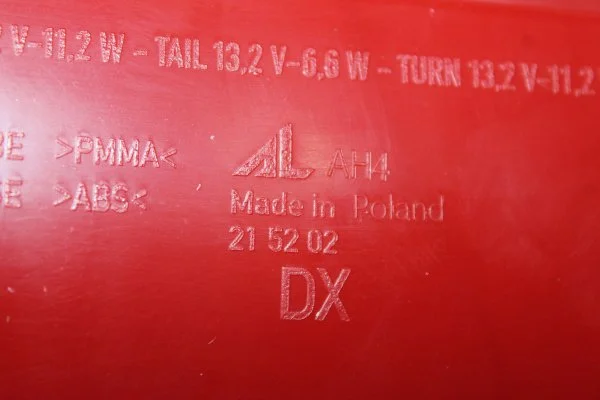 V-11,2 W - TAIL 13,2 V-6,6 W - TURN 13,2 V-11,2
>PMMA< AL AH4
>ABS< Made in Poland
21 52 02
DX